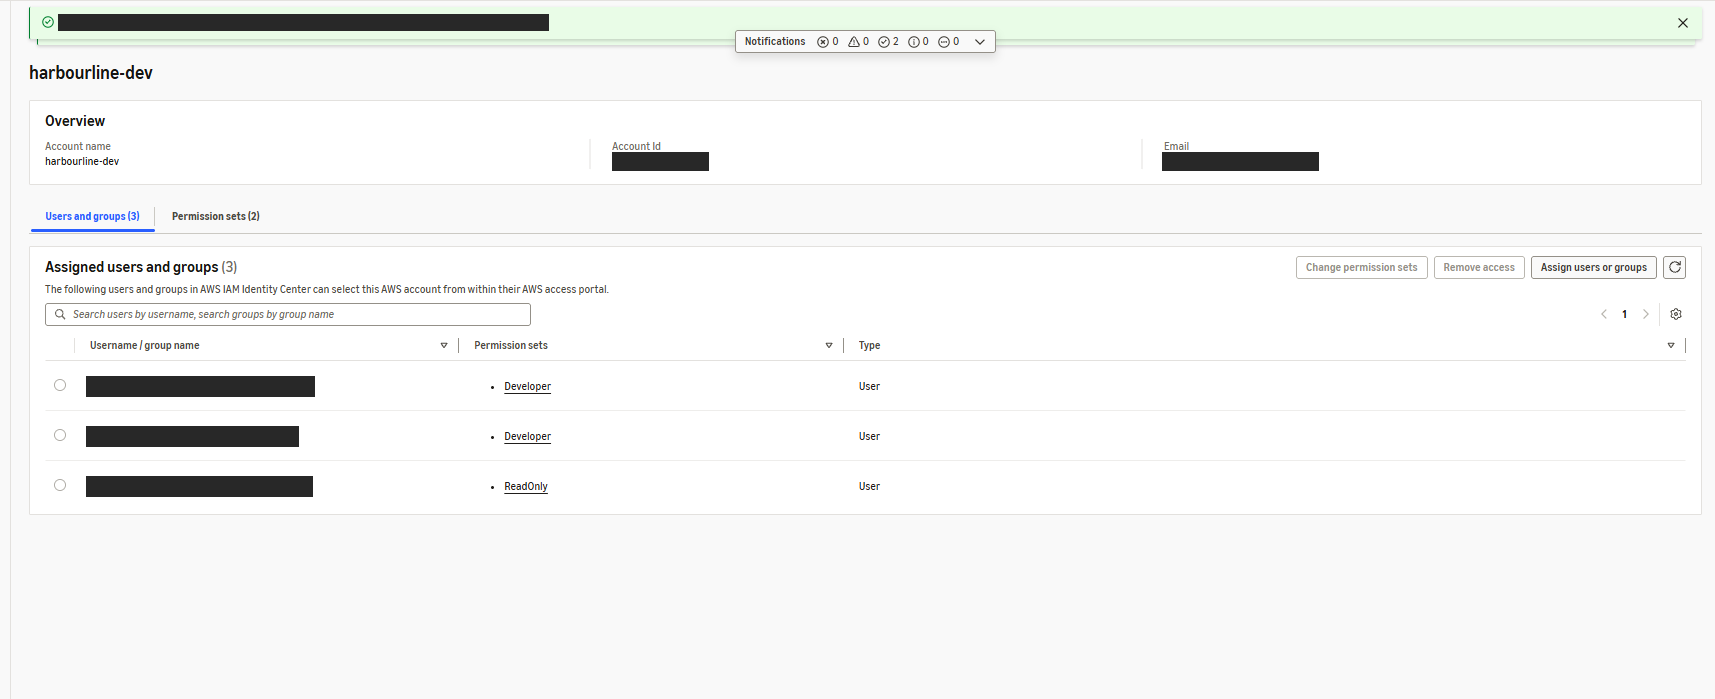 Notifications 0 0 2 0 0
harbourline-dev
Overview
Account name
harbourline-dev
Account Id
Email
Users and groups (3)
Permission sets (2)
Assigned users and groups (3)
Change permission sets
Remove access
Assign users or groups
The following users and groups in AWS IAM Identity Center can select this AWS account from within their AWS access portal.
Search users by username, search groups by group name
1
Username / group name Permission sets Type
• Developer User
• Developer User
• ReadOnly User